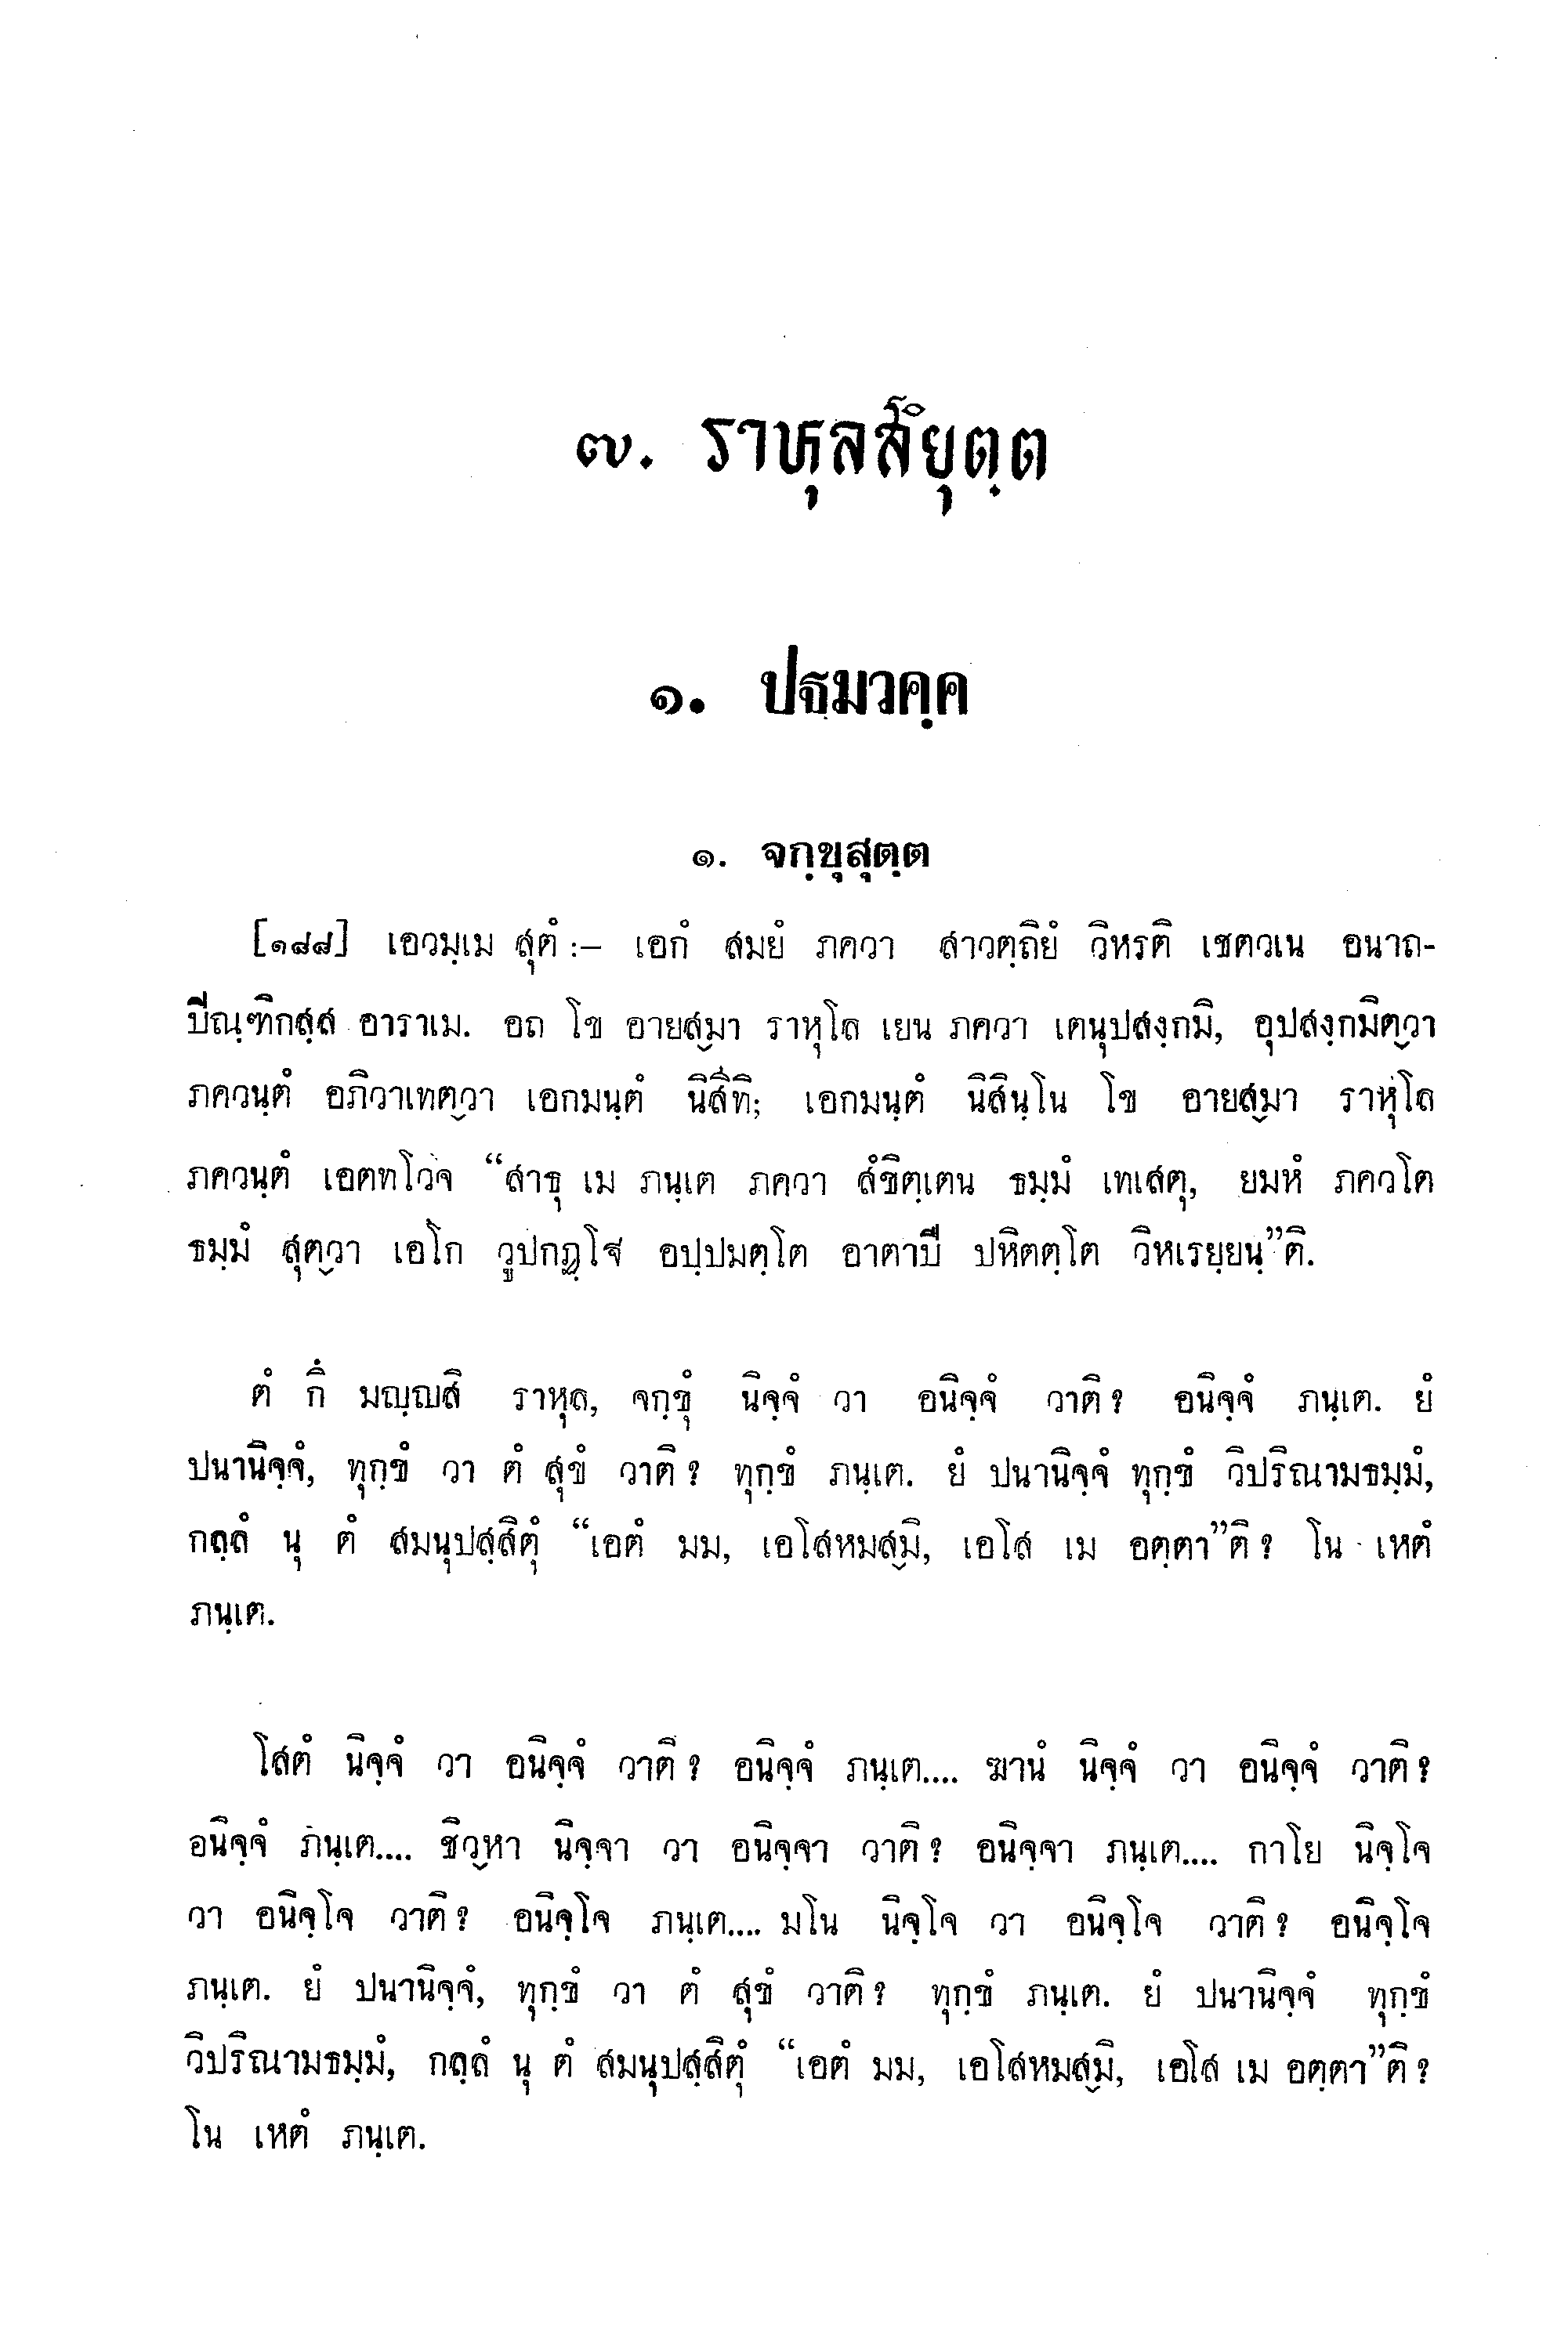 ๗. ราหุลสํยุตฺต
๑. ปฐมวคฺค
๑. จกฺขุสุตฺต
[๑๘๘] เอวมฺเม สุตํ :– เอกํ สมยํ ภควา สาวตฺถิยํ วิหรติ เชตวเน อนาถ-
ปิณฺฑิกสฺส อาราเม. อถ โข อายสฺมา ราหุโล เยน ภควา เตนุปสงฺกมิ, อุปสงฺกมิตฺวา
ภควนฺตํ อภิวาเทตฺวา เอกมนฺตํ นิสีทิ; เอกมนฺตํ นิสินฺโน โข อายสฺมา ราหุโล
ภควนฺตํ เอตทโวจ “สาธุ เม ภนฺเต ภควา สํขิตฺเตน ธมฺมํ เทเสตุ, ยมหํ ภควโต
ธมฺมํ สุตฺวา เอโก วูปกฏฺโฐ อปฺปมตฺโต อาตาปี ปหิตตฺโต วิหเรยฺยนฺ”ติ.
ตํ กึ มญฺญสิ ราหุล, จกฺขุํ นิจฺจํ วา อนิจฺจํ วาติ? อนิจฺจํ ภนฺเต. ยํ
ปนานิจฺจํ, ทุกฺขํ วา ตํ สุขํ วาติ? ทุกฺขํ ภนฺเต. ยํ ปนานิจฺจํ ทุกฺขํ วิปริณามธมฺมํ,
กลฺลํ นุ ตํ สมนุปสฺสิตุํ “เอตํ มม, เอโสหมสฺมิ, เอโส เม อตฺตา”ติ? โน เหตํ
ภนฺเต.
โสตํ นิจฺจํ วา อนิจฺจํ วาติ? อนิจฺจํ ภนฺเต.... ฆานํ นิจฺจํ วา อนิจฺจํ วาติ?
อนิจฺจํ ภนฺเต.... ชิวฺหา นิจฺจา วา อนิจฺจา วาติ? อนิจฺจา ภนฺเต.... กาโย นิจฺโจ
วา อนิจฺโจ วาติ? อนิจฺโจ ภนฺเต.... มโน นิจฺโจ วา อนิจฺโจ วาติ? อนิจฺโจ
ภนฺเต. ยํ ปนานิจฺจํ, ทุกฺขํ วา ตํ สุขํ วาติ? ทุกฺขํ ภนฺเต. ยํ ปนานิจฺจํ ทุกฺขํ
วิปริณามธมฺมํ, กลฺลํ นุ ตํ สมนุปสฺสิตุํ “เอตํ มม, เอโสหมสฺมิ, เอโส เม อตฺตา”ติ?
โน เหตํ ภนฺเต.